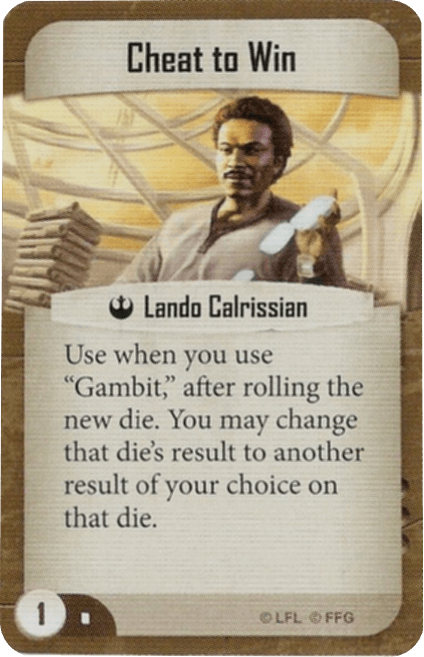 Cheat to Win
Lando Calrissian
Use when you use
“Gambit,” after rolling the
new die. You may change
that die’s result to another
result of your choice on
that die.
1
©LFL ©FFG